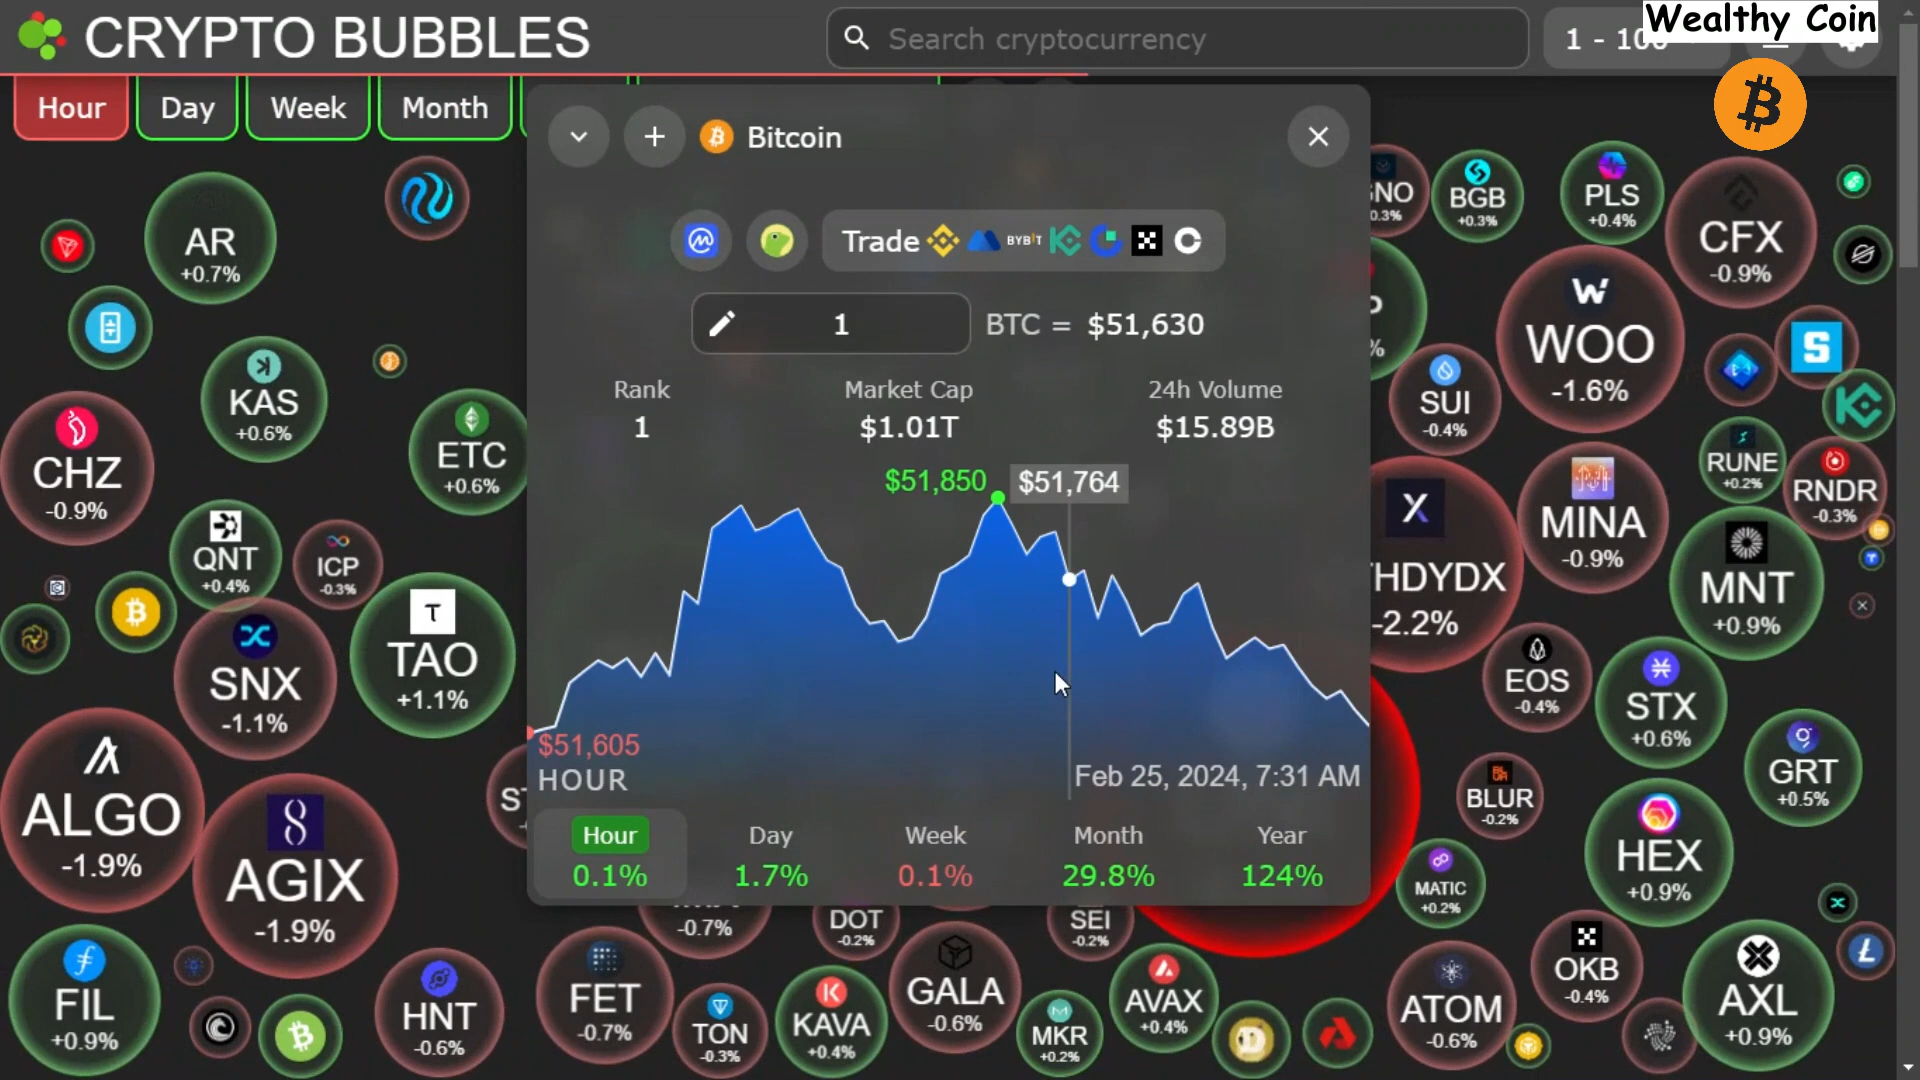 CRYPTO BUBBLES
Search cryptocurrency
1 - 100
Wealthy Coin
Hour
Day
Week
Month
Bitcoin
Trade
BYBIT
1
BTC = $51,630
Rank
1
Market Cap
$1.01T
24h Volume
$15.89B
$51,850
$51,764
$51,605
HOUR
Feb 25, 2024, 7:31 AM
Hour
0.1%
Day
1.7%
Week
0.1%
Month
29.8%
Year
124%
AR
+0.7%
KAS
+0.6%
CHZ
-0.9%
ETC
+0.6%
QNT
+0.4%
ICP
-0.3%
SNX
-1.1%
TAO
+1.1%
ALGO
-1.9%
AGIX
-1.9%
FIL
+0.9%
HNT
-0.6%
FET
-0.7%
-0.7%
TON
-0.3%
DOT
-0.2%
KAVA
+0.4%
GALA
-0.6%
SEI
-0.2%
MKR
+0.2%
AVAX
+0.4%
GNO
0.3%
BGB
+0.3%
PLS
+0.4%
CFX
-0.9%
WOO
-1.6%
SUI
-0.4%
RUNE
+0.2%
RNDR
-0.3%
MINA
-0.9%
HDYDX
-2.2%
MNT
+0.9%
EOS
-0.4%
STX
+0.6%
GRT
+0.5%
BLUR
-0.2%
HEX
+0.9%
MATIC
+0.2%
OKB
-0.4%
ATOM
-0.6%
AXL
+0.9%